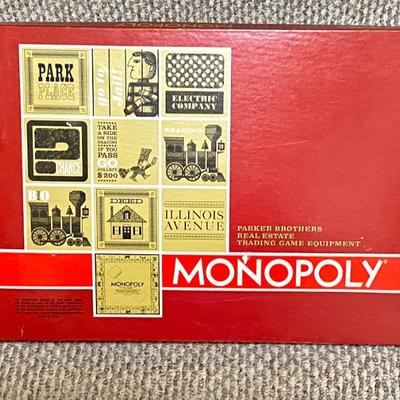 MONOPOLY
PARK
PLACE
go to
Jail!
ELECTRIC
COMPANY
?
CHANCE
TAKE
A RIDE
ON THE
READING
IF YOU
PASS
GO
COLLECT
$200
READING
B&O
DEED
ILLINOIS
AVENUE
MONOPOLY
PARKER BROTHERS
REAL ESTATE
TRADING GAME EQUIPMENT
MONOPOLY®